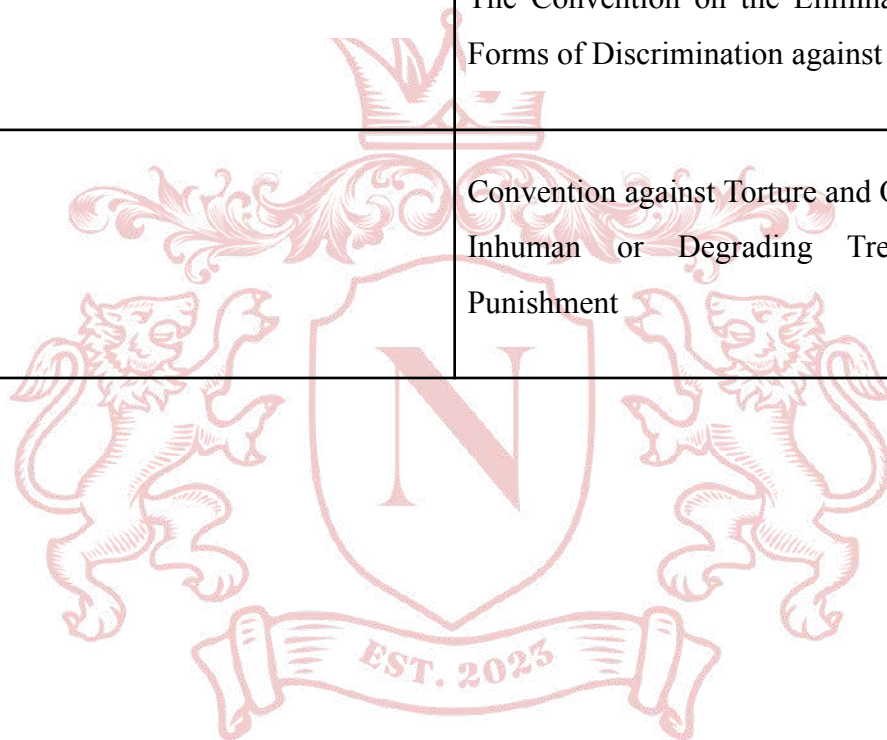 The Convention on the Elimina
Forms of Discrimination against
Convention against Torture and C
Inhuman or Degrading Tre
Punishment
N
EST. 2023